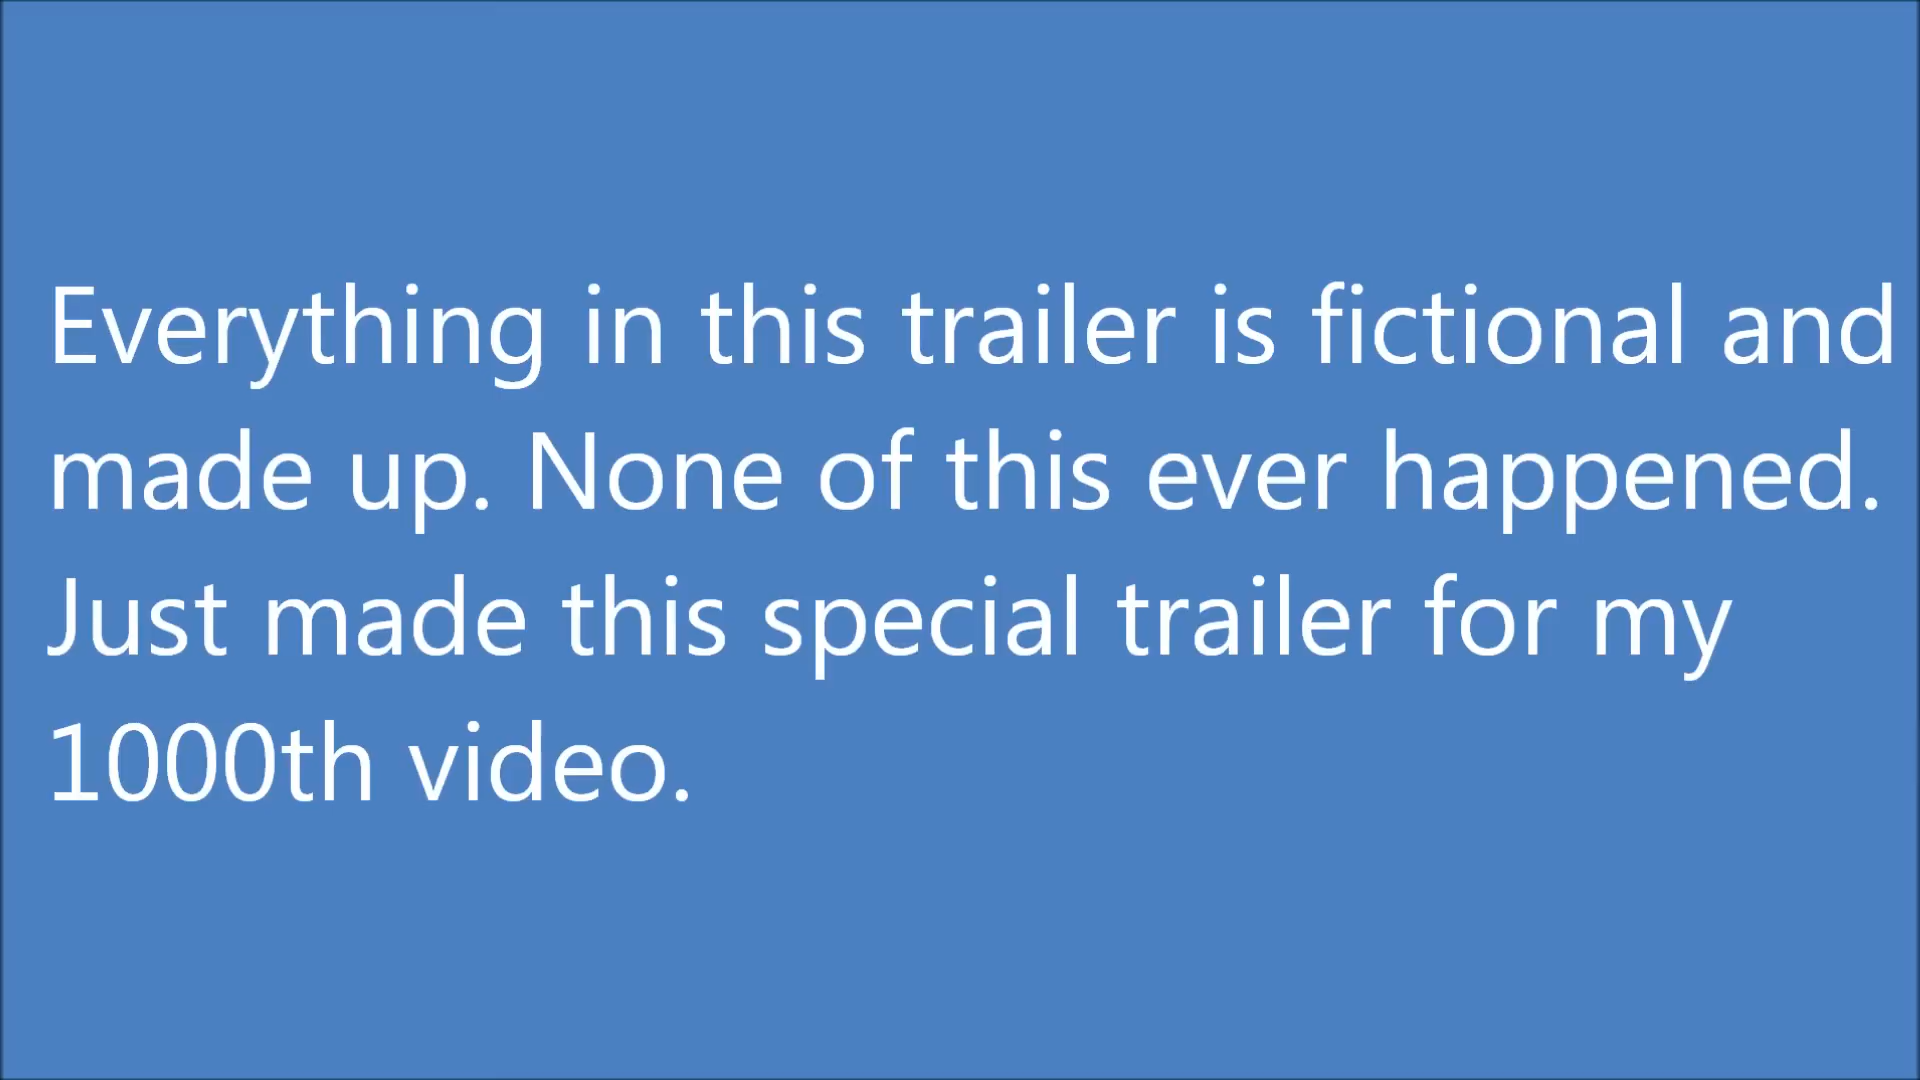 Everything in this trailer is fictional and
made up. None of this ever happened.
Just made this special trailer for my
1000th video.